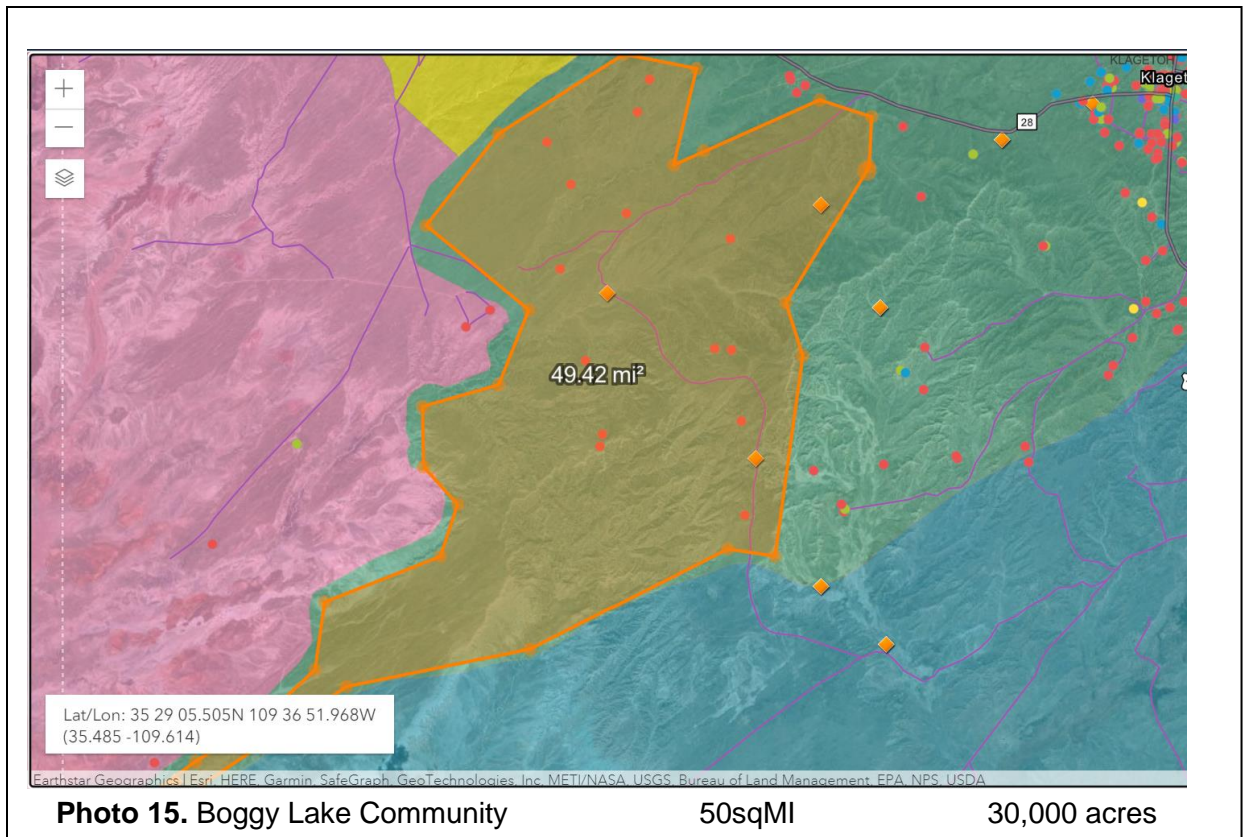 KLAGETOH
Klaget
28
49.42 mi²
Lat/Lon: 35 29 05.505N 109 36 51.968W
(35.485 -109.614)
Earthstar Geographics | Esri, HERE, Garmin, SafeGraph, GeoTechnologies, Inc, METI/NASA, USGS, Bureau of Land Management, EPA, NPS, USDA
Photo 15. Boggy Lake Community 50sqMI 30,000 acres